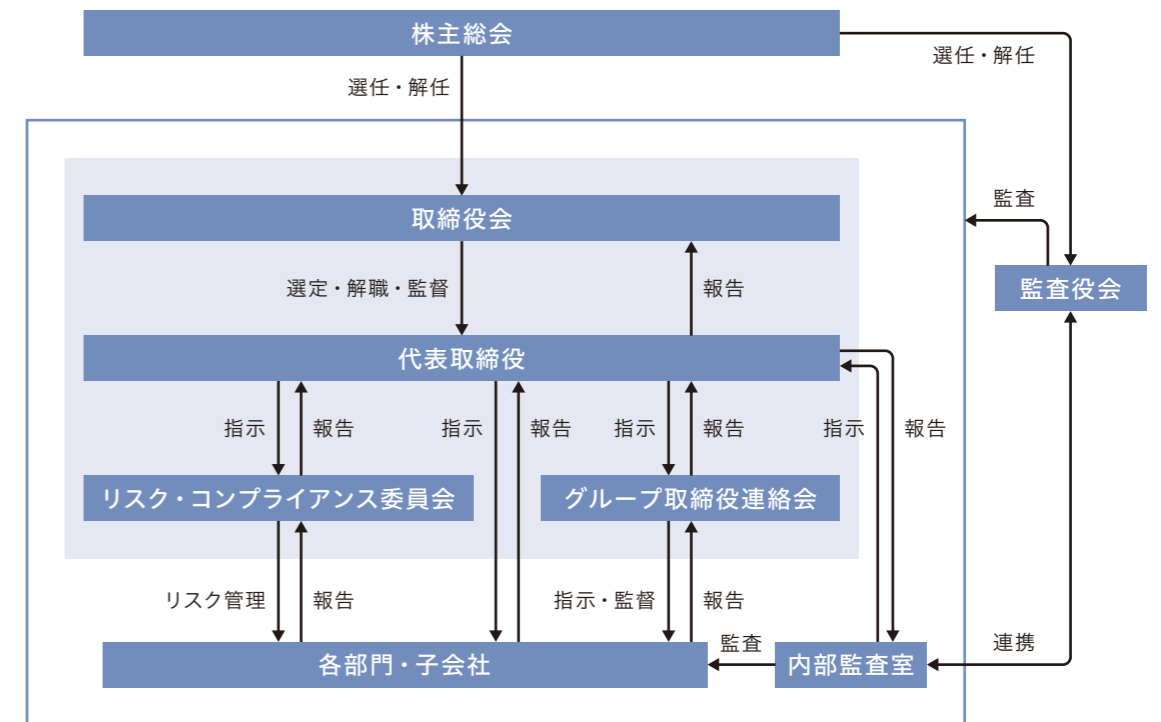 株主総会
選任・解任
選任・解任
監査
取締役会
監査役会
選定・解職・監督
報告
代表取締役
指示
報告
指示
報告
指示
報告
指示
報告
リスク・コンプライアンス委員会
グループ取締役連絡会
リスク管理
報告
指示・監督
報告
監査
連携
各部門・子会社
内部監査室